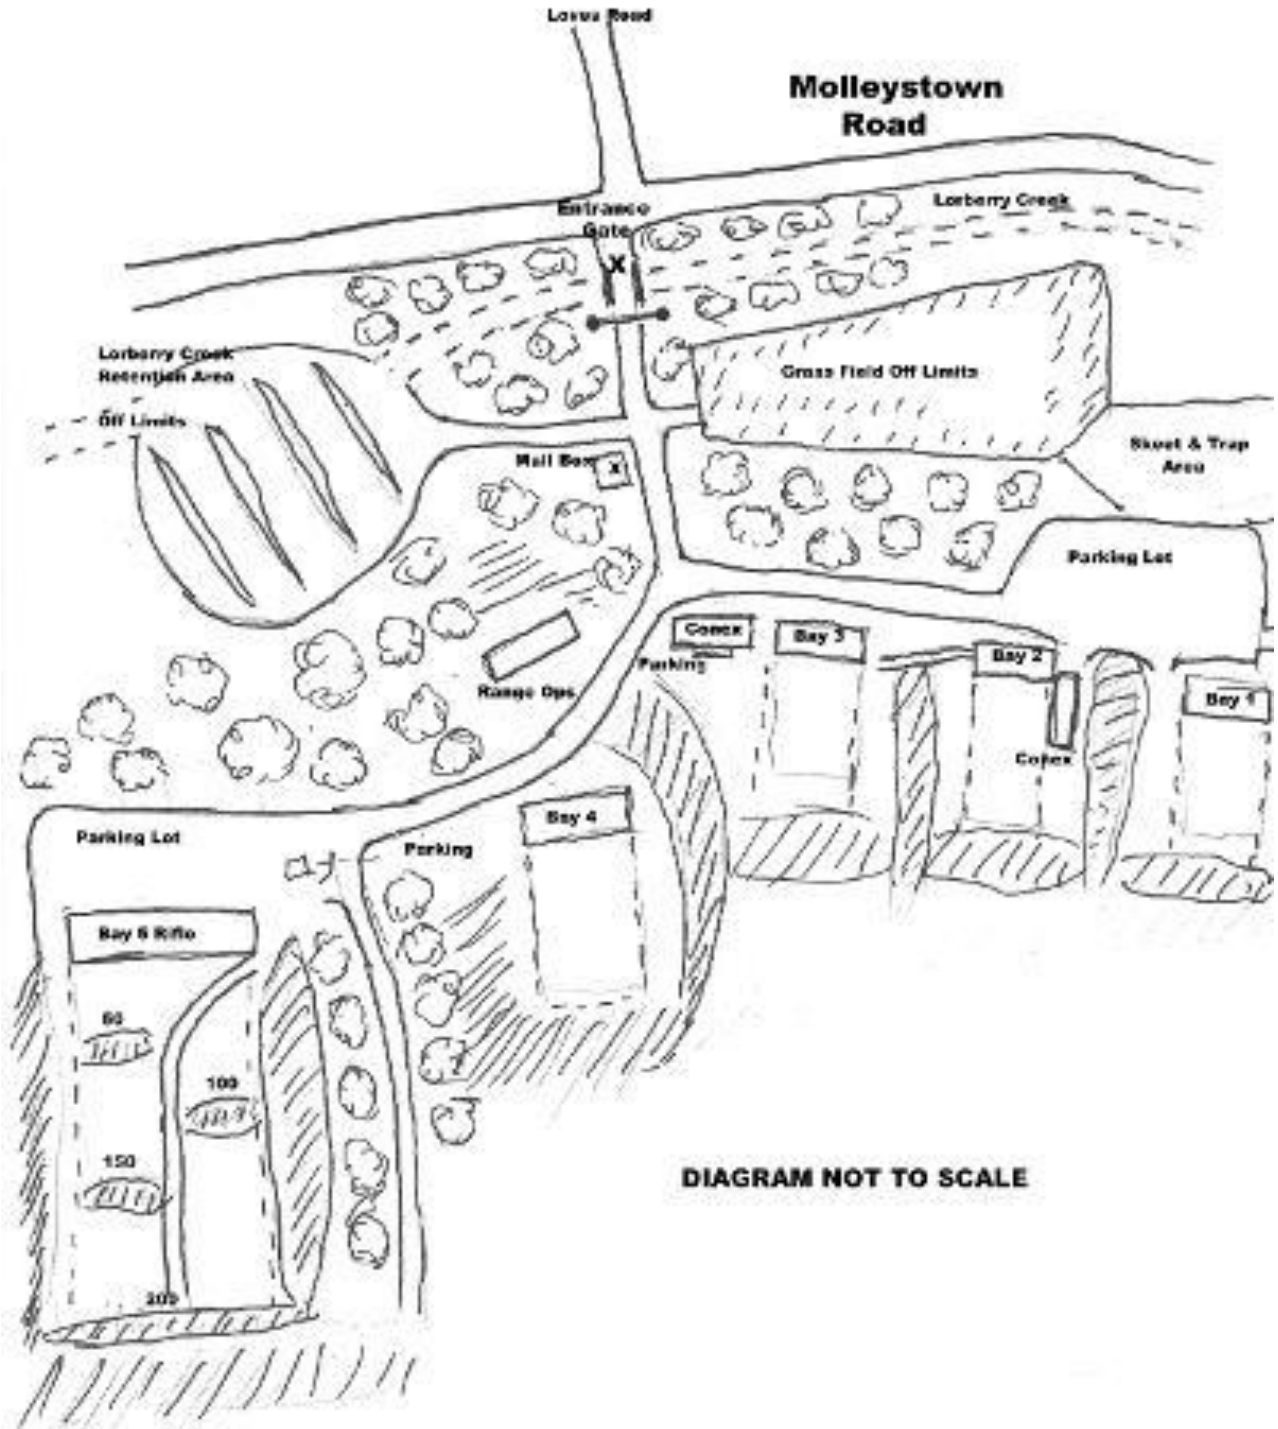 Road
Molleystown
Road
Entrance
Gate
Lorberry Creek
X
Lorberry Creek
Retention Area
Off Limits
Grass Field Off Limits
Mail Box
X
Skeet & Trap
Area
Parking Lot
Conex
Bay 3
Parking
Bay 2
Range Ops
Bay 1
Conex
Bay 4
Parking Lot
Parking
Rifle
Bay
50
100
150
DIAGRAM NOT TO SCALE
200